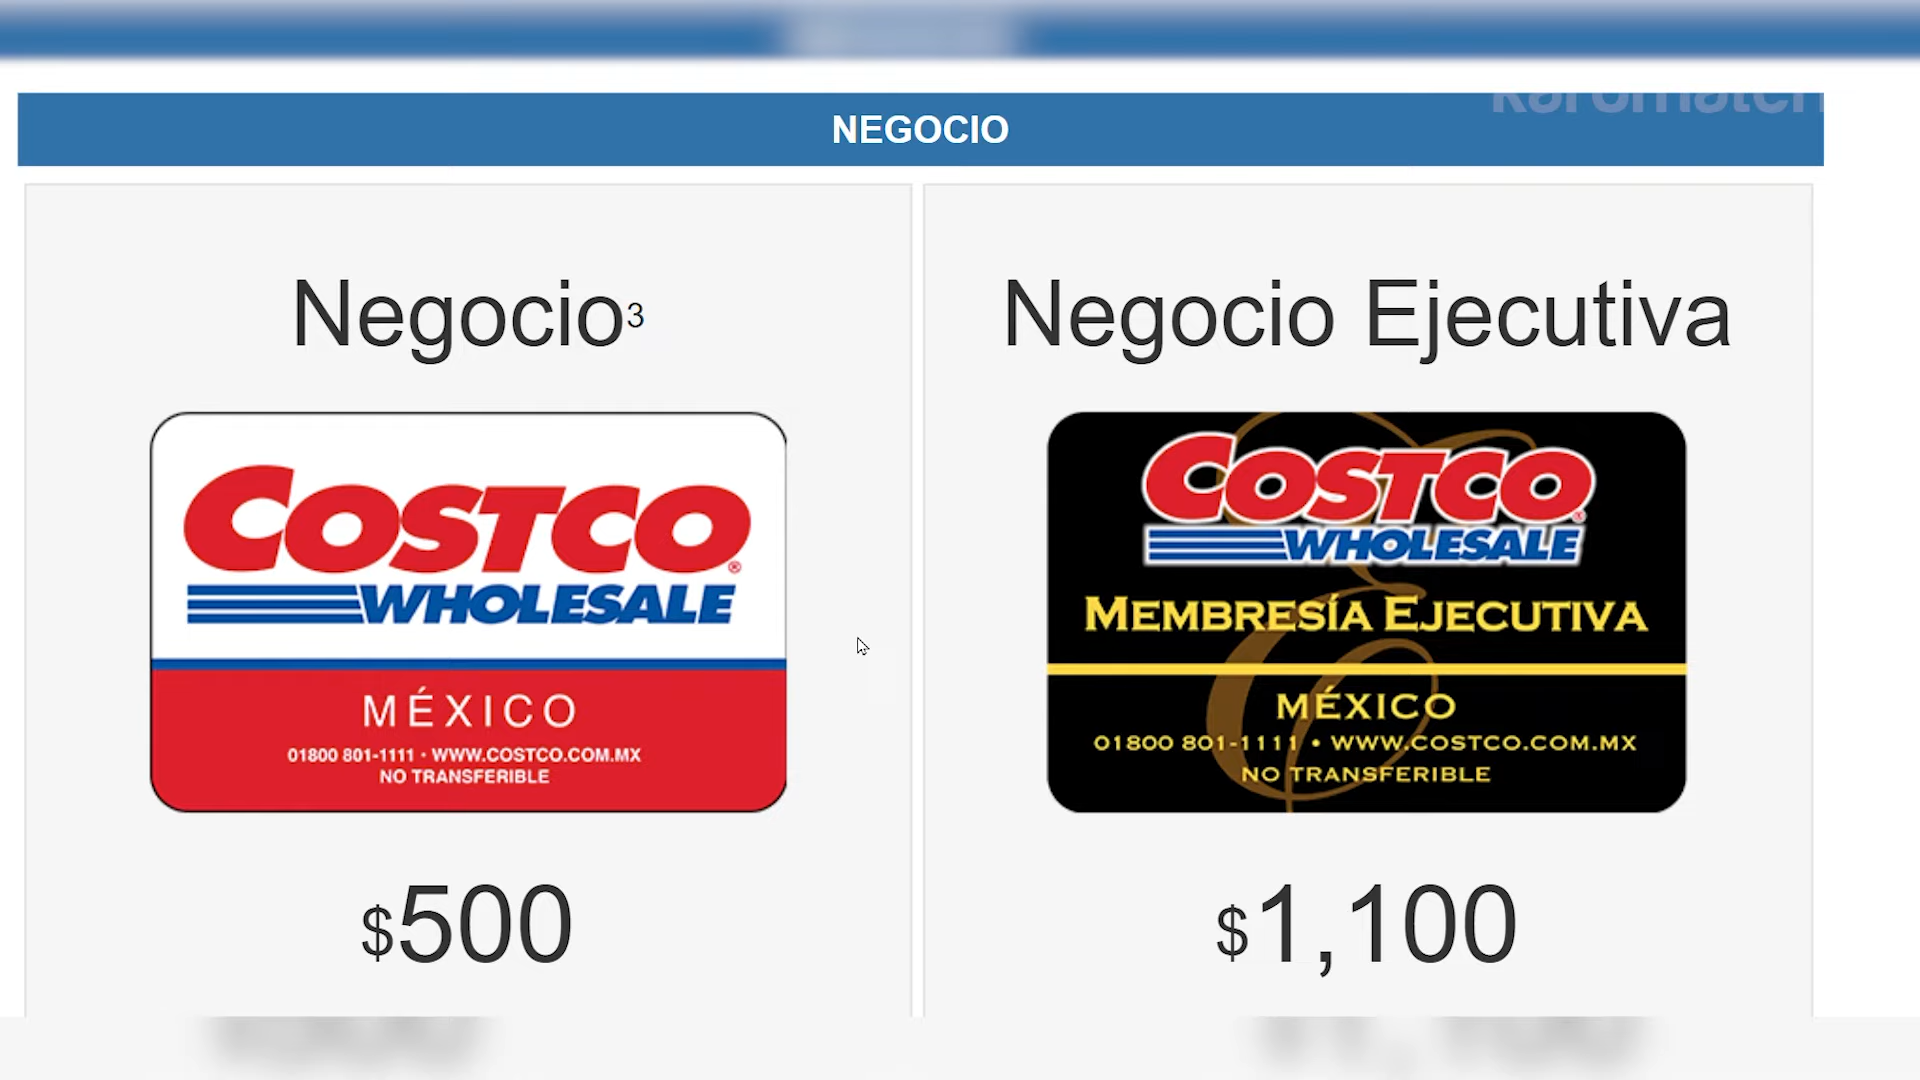 NEGOCIO
Negocio3
COSTCO
WHOLESALE
MÉXICO
01800 801-1111 · WWW.COSTCO.COM.MX
NO TRANSFERIBLE
$500
Negocio Ejecutiva
COSTCO
WHOLESALE
MEMBRESÍA EJECUTIVA
MÉXICO
01800 801-1111 • WWW.COSTCO.COM.MX
NO TRANSFERIBLE
$1,100